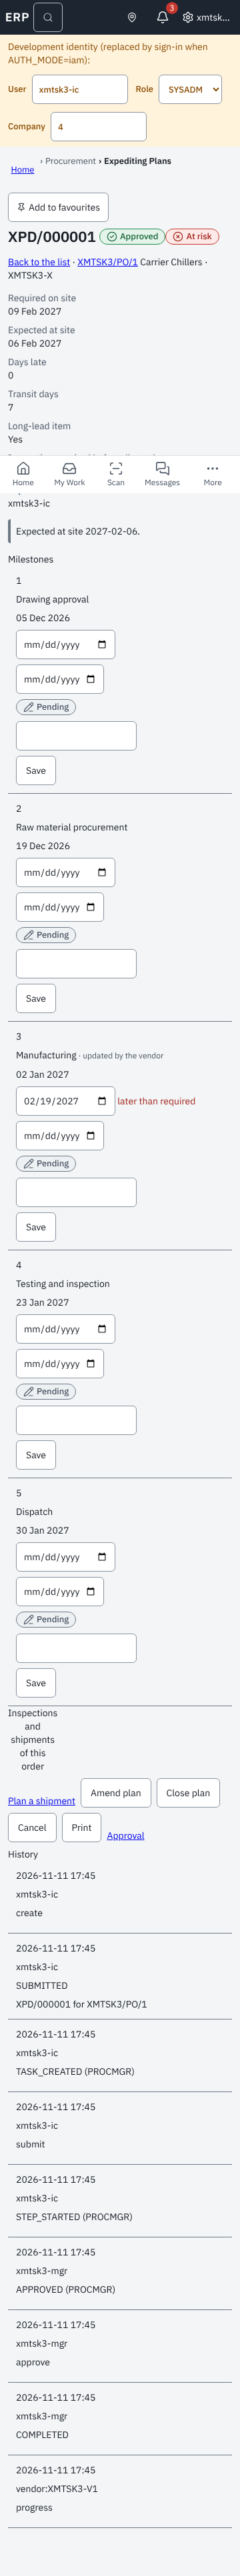 ERP
3
xmtsk...
Development identity (replaced by sign-in when
AUTH_MODE=iam):
User xmtsk3-ic Role SYSADM
Company 4
Home › Procurement › Expediting Plans
Add to favourites
XPD/000001 Approved At risk
Back to the list · XMTSK3/PO/1 Carrier Chillers ·
XMTSK3-X
Required on site
09 Feb 2027
Expected at site
06 Feb 2027
Days late
0
Transit days
7
Long-lead item
Yes
Home My Work Scan Messages More
xmtsk3-ic
Expected at site 2027-02-06.
Milestones
1
Drawing approval
05 Dec 2026
mm/dd/yyyy
mm/dd/yyyy
Pending
Save
2
Raw material procurement
19 Dec 2026
mm/dd/yyyy
mm/dd/yyyy
Pending
Save
3
Manufacturing · updated by the vendor
02 Jan 2027
02/19/2027 later than required
mm/dd/yyyy
Pending
Save
4
Testing and inspection
23 Jan 2027
mm/dd/yyyy
mm/dd/yyyy
Pending
Save
5
Dispatch
30 Jan 2027
mm/dd/yyyy
mm/dd/yyyy
Pending
Save
Inspections
and
shipments
of this
order
Plan a shipment Amend plan Close plan
Cancel Print Approval
History
2026-11-11 17:45
xmtsk3-ic
create
2026-11-11 17:45
xmtsk3-ic
SUBMITTED
XPD/000001 for XMTSK3/PO/1
2026-11-11 17:45
xmtsk3-ic
TASK_CREATED (PROCMGR)
2026-11-11 17:45
xmtsk3-ic
submit
2026-11-11 17:45
xmtsk3-ic
STEP_STARTED (PROCMGR)
2026-11-11 17:45
xmtsk3-mgr
APPROVED (PROCMGR)
2026-11-11 17:45
xmtsk3-mgr
approve
2026-11-11 17:45
xmtsk3-mgr
COMPLETED
2026-11-11 17:45
vendor:XMTSK3-V1
progress